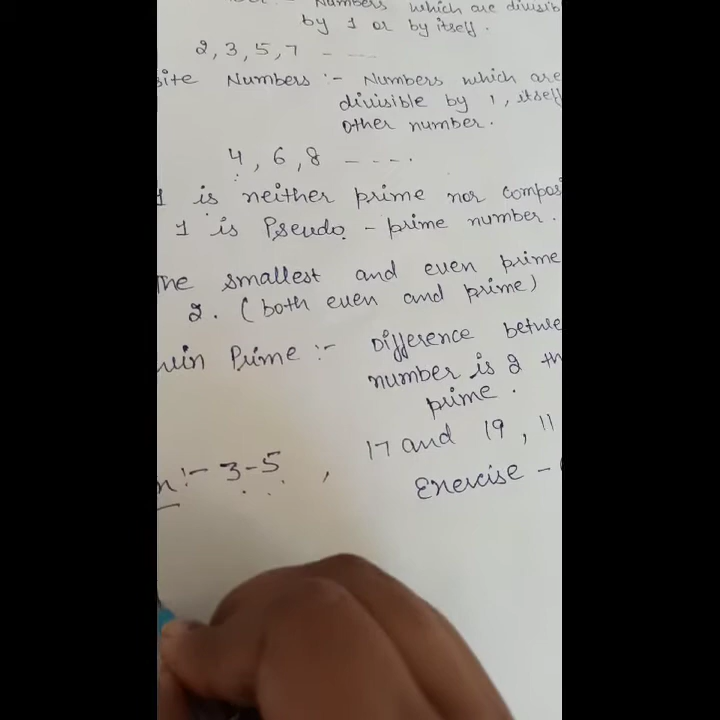 Numbers which are divisib
by 1 or by itself.
2, 3, 5, 7 - - - -
site Numbers :- Numbers which are
divisible by 1, itself
other number.
4, 6, 8 - - - - .
1 is neither prime nor compos
1 is Pseudo - prime number.
The smallest and even prime
2. (both even and prime)
win Prime :- Difference betwe
number is 2 th
prime.
n :- 3-5 , 17 and 19, 11
Exercise -